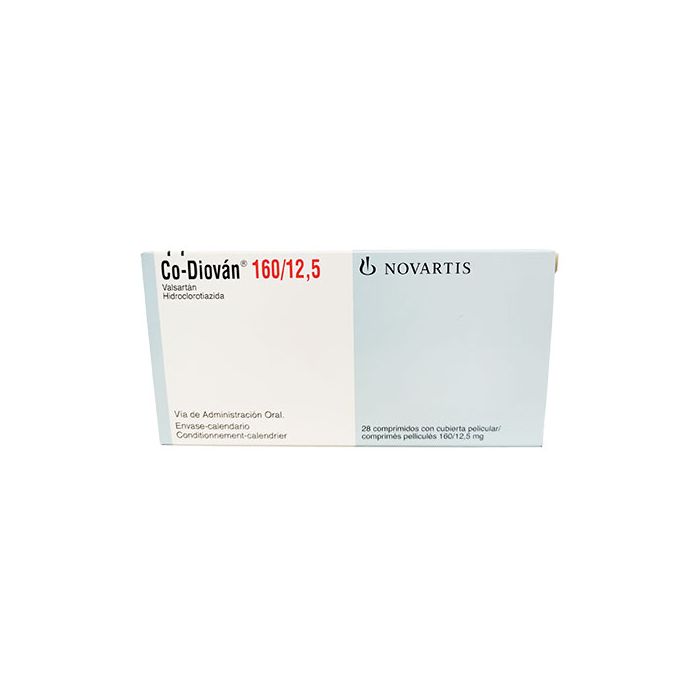 Co-Diován® 160/12,5
Valsartán
Hidroclorotiazida
NOVARTIS
Vía de Administración Oral.
Envase-calendario
Conditionnement-calendrier
28 comprimidos con cubierta pelicular/
comprimés pelliculés 160/12,5 mg